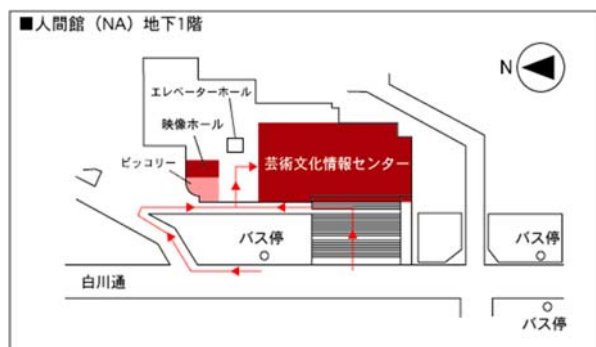 ■人間館（NA）地下1階
N
エレベーターホール
映像ホール
ピッコリー
芸術文化情報センター
バス停
バス停
白川通
バス停